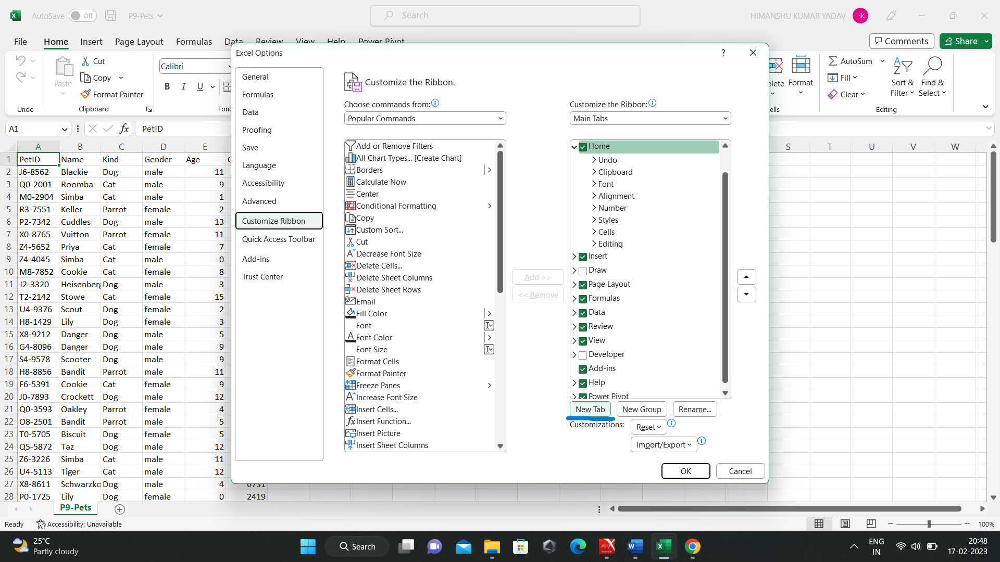 AutoSave Off P9-Pets Search HIMANSHU KUMAR YADAV HK
File Home Insert Page Layout Formulas Data Review View Help Power Pivot Comments Share
Paste
Cut
Copy
Format Painter
Calibri
B I U
Format
AutoSum
Fill
Clear
Sort & Filter
Find & Select
Undo Clipboard Font Editing
A1 fx PetID
A B C D E S T U V W
1 PetID Name Kind Gender Age
2 J6-8562 Blackie Dog male 11
3 Q0-2001 Roomba Cat male 9
4 M0-2904 Simba Cat male 1
5 R3-7551 Keller Parrot female 2
6 P2-7342 Cuddles Dog male 13
7 X0-8765 Vuitton Parrot female 11
8 Z4-5652 Priya Cat female 7
9 Z4-4045 Simba Cat male 0
10 M8-7852 Cookie Cat female 8
11 J2-3320 Heisenberg Dog male 3
12 T2-2142 Stowe Cat female 15
13 U4-9376 Scout Dog female 2
14 H8-1429 Lily Dog female 3
15 X8-9212 Danger Dog male 5
16 G4-8096 Danger Dog male 9
17 S4-9578 Scooter Dog male 9
18 H8-8856 Bandit Parrot male 11
19 F6-5391 Cookie Cat female 9
20 J0-7893 Crockett Dog male 12
21 Q0-3593 Oakley Parrot female 4
22 O8-2501 Bandit Parrot male 5
23 T0-5705 Biscuit Dog female 5
24 Q5-5872 Taz Dog male 12
25 Z6-3226 Simba Cat male 11
26 U4-5113 Tiger Cat male 12
27 X8-8611 Schwarzko Dog male 4 6731
28 P0-1725 Lily Dog female 0 2419
Excel Options ?
General
Formulas
Data
Proofing
Save
Language
Accessibility
Advanced
Customize Ribbon
Quick Access Toolbar
Add-ins
Trust Center
Customize the Ribbon.
Choose commands from:
Popular Commands
Add or Remove Filters
All Chart Types... [Create Chart]
Borders
Calculate Now
Center
Conditional Formatting
Copy
Custom Sort...
Cut
Decrease Font Size
Delete Cells...
Delete Sheet Columns
Delete Sheet Rows
Email
Fill Color
Font
Font Color
Font Size
Format Cells
Format Painter
Freeze Panes
Increase Font Size
Insert Cells...
Insert Function...
Insert Picture
Insert Sheet Columns
Add >>
<< Remove
Customize the Ribbon:
Main Tabs
Home
Undo
Clipboard
Font
Alignment
Number
Styles
Cells
Editing
Insert
Draw
Page Layout
Formulas
Data
Review
View
Developer
Add-ins
Help
Power Pivot
New Tab New Group Rename...
Customizations: Reset
Import/Export
OK Cancel
P9-Pets
Ready Accessibility: Unavailable 100%
25°C
Partly cloudy
Search
ENG
IN
20:48
17-02-2023